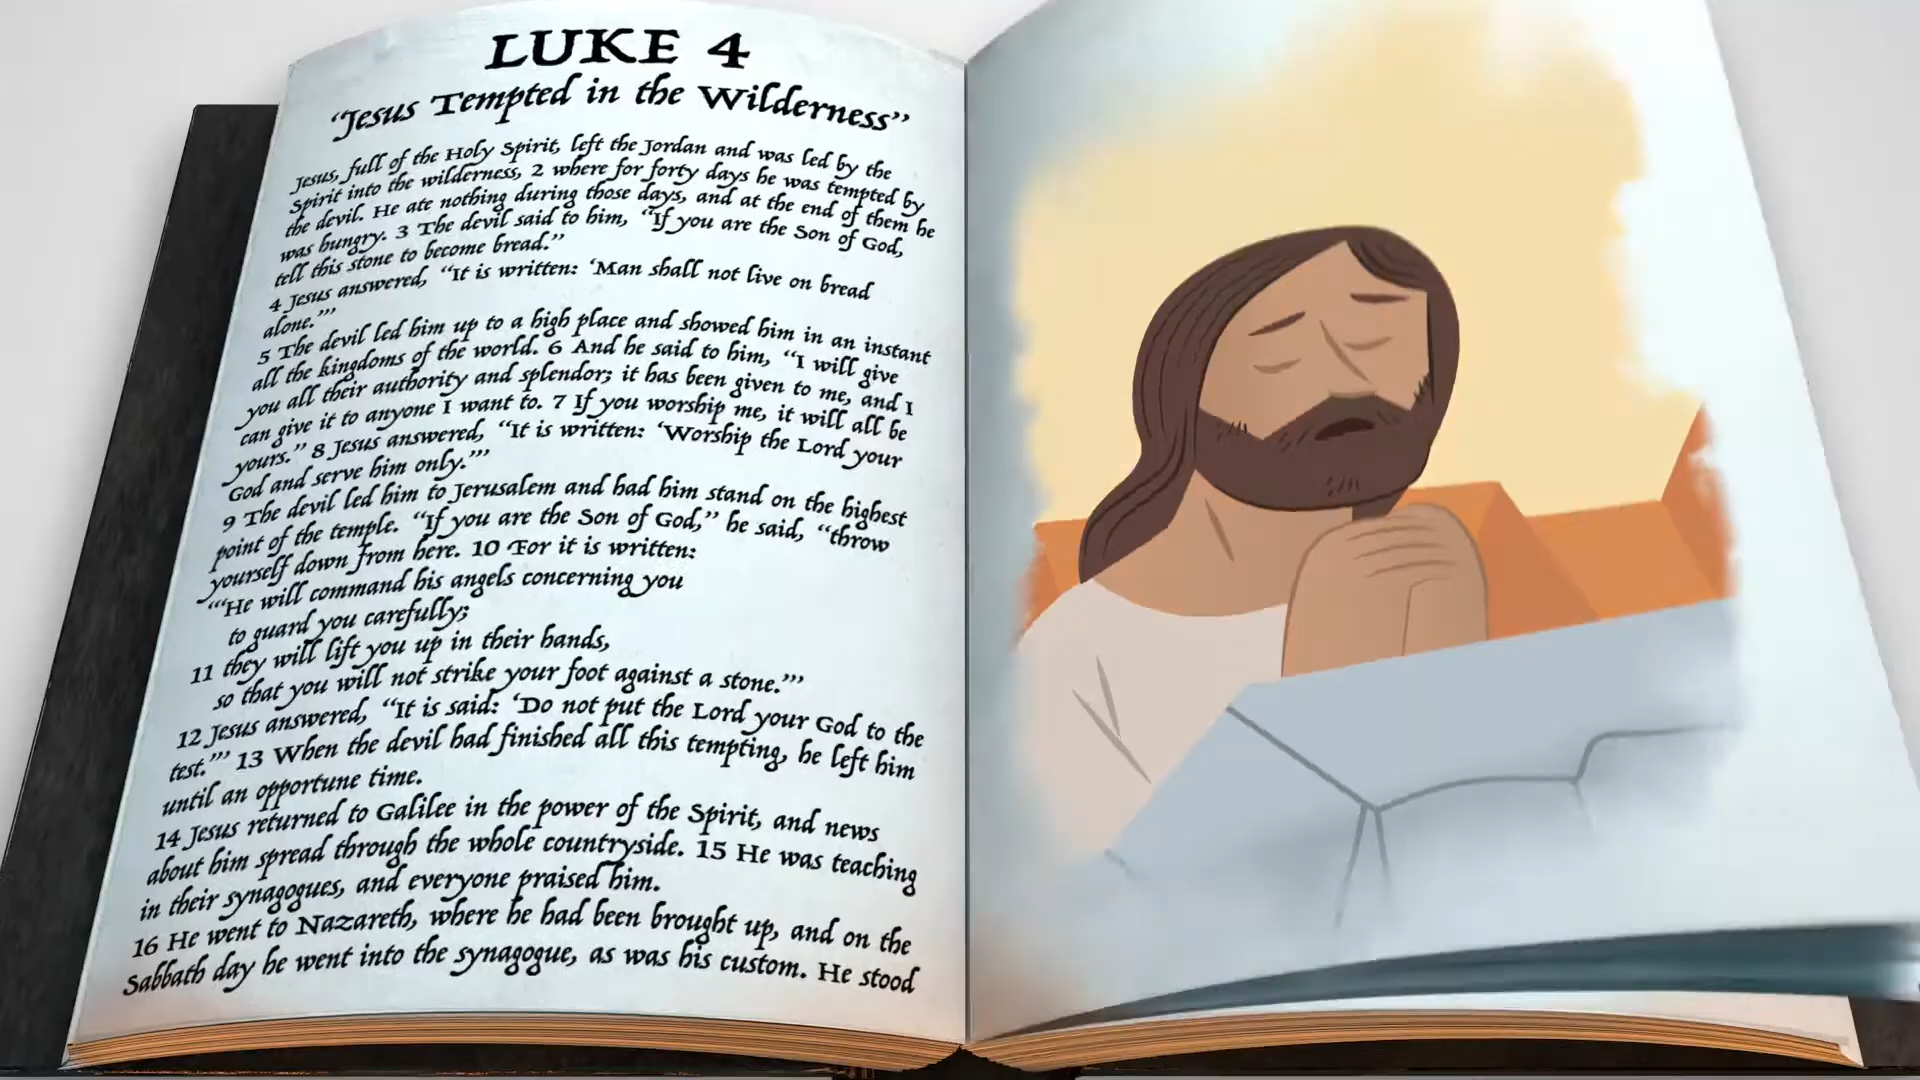 LUKE 4
“Jesus Tempted in the Wilderness”
Jesus, full of the Holy Spirit, left the Jordan and was led by the
Spirit into the wilderness, 2 where for forty days he was tempted by
the devil. He ate nothing during those days, and at the end of them he
was hungry. 3 The devil said to him, “If you are the Son of God,
tell this stone to become bread.”
4 Jesus answered, “It is written: ‘Man shall not live on bread
alone.’”
5 The devil led him up to a high place and showed him in an instant
all the kingdoms of the world. 6 And he said to him, “I will give
you all their authority and splendor; it has been given to me, and I
can give it to anyone I want to. 7 If you worship me, it will all be
yours.” 8 Jesus answered, “It is written: ‘Worship the Lord your
God and serve him only.’”
9 The devil led him to Jerusalem and had him stand on the highest
point of the temple. “If you are the Son of God,” he said, “throw
yourself down from here. 10 For it is written:
“‘He will command his angels concerning you
to guard you carefully;
11 they will lift you up in their hands,
so that you will not strike your foot against a stone.’”
12 Jesus answered, “It is said: ‘Do not put the Lord your God to the
test.’” 13 When the devil had finished all this tempting, he left him
until an opportune time.
14 Jesus returned to Galilee in the power of the Spirit, and news
about him spread through the whole countryside. 15 He was teaching
in their synagogues, and everyone praised him.
16 He went to Nazareth, where he had been brought up, and on the
Sabbath day he went into the synagogue, as was his custom. He stood